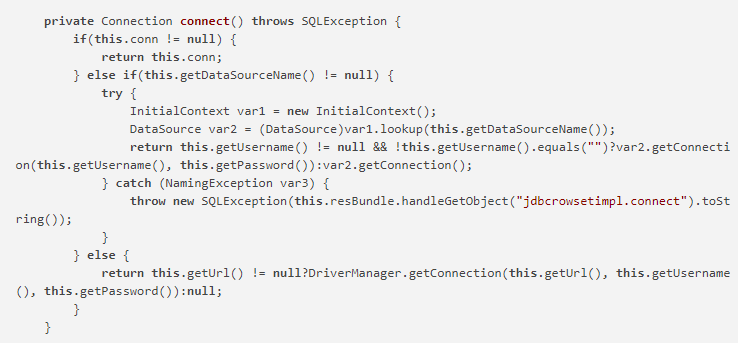 private Connection connect() throws SQLException {
if(this.conn != null) {
return this.conn;
} else if(this.getDataSourceName() != null) {
try {
InitialContext var1 = new InitialContext();
DataSource var2 = (DataSource)var1.lookup(this.getDataSourceName());
return this.getUsername() != null && !this.getUsername().equals("")?var2.getConnecti
on(this.getUsername(), this.getPassword()):var2.getConnection();
} catch (NamingException var3) {
throw new SQLException(this.resBundle.handleGetObject("jdbcrowsetimpl.connect").toSt
ring());
}
} else {
return this.getUrl() != null?DriverManager.getConnection(this.getUrl(), this.getUsername
(), this.getPassword()):null;
}
}